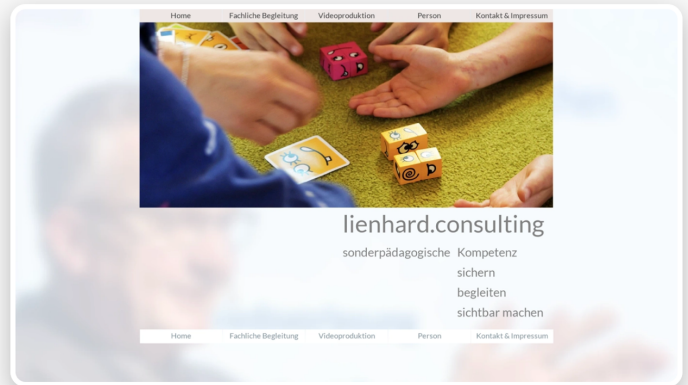 Home Fachliche Begleitung Videoproduktion Person Kontakt & Impressum
lienhard.consulting
sonderpädagogische Kompetenz
sichern
begleiten
sichtbar machen
Home Fachliche Begleitung Videoproduktion Person Kontakt & Impressum